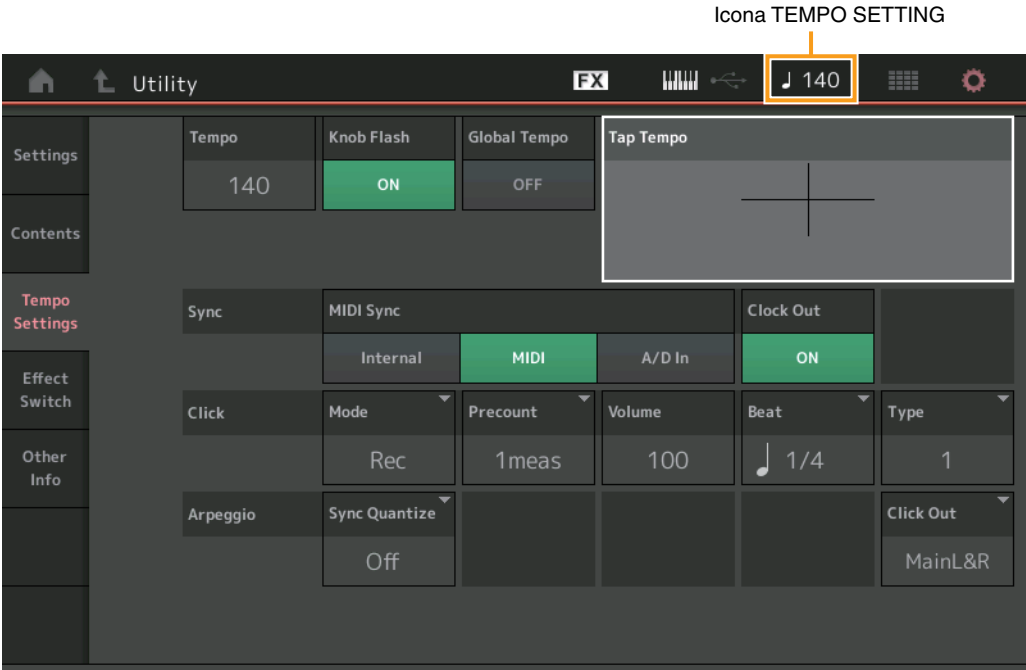 Icona TEMPO SETTING
Utility
FX
140
Settings
Contents
Tempo
Settings
Effect
Switch
Other
Info
Tempo
140
Knob Flash
ON
Global Tempo
OFF
Tap Tempo
Sync
MIDI Sync
Internal
MIDI
A/D In
Clock Out
ON
Click
Mode
Rec
Precount
1meas
Volume
100
Beat
1/4
Type
1
Arpeggio
Sync Quantize
Off
Click Out
MainL&R